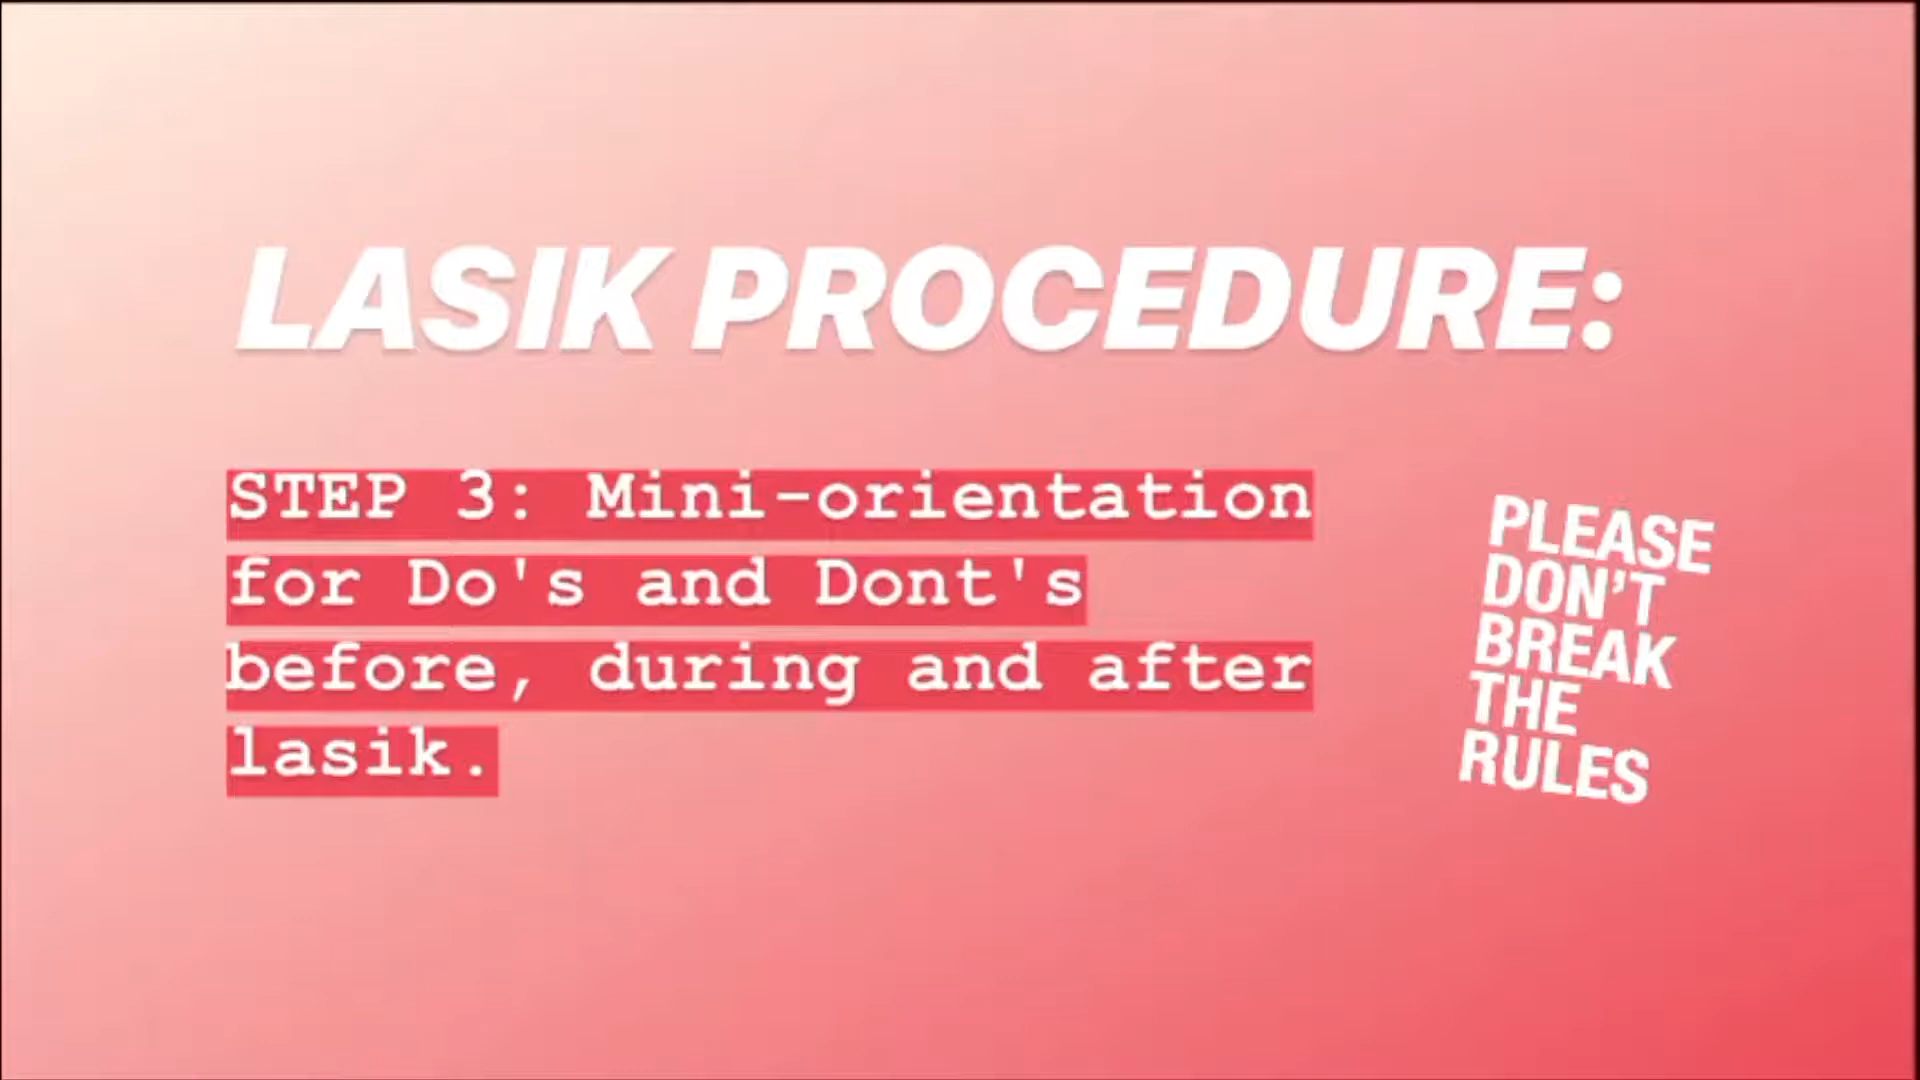 LASIK PROCEDURE:
STEP 3: Mini-orientation
for Do's and Dont's
before, during and after
lasik.
PLEASE
DON'T
BREAK
THE
RULES